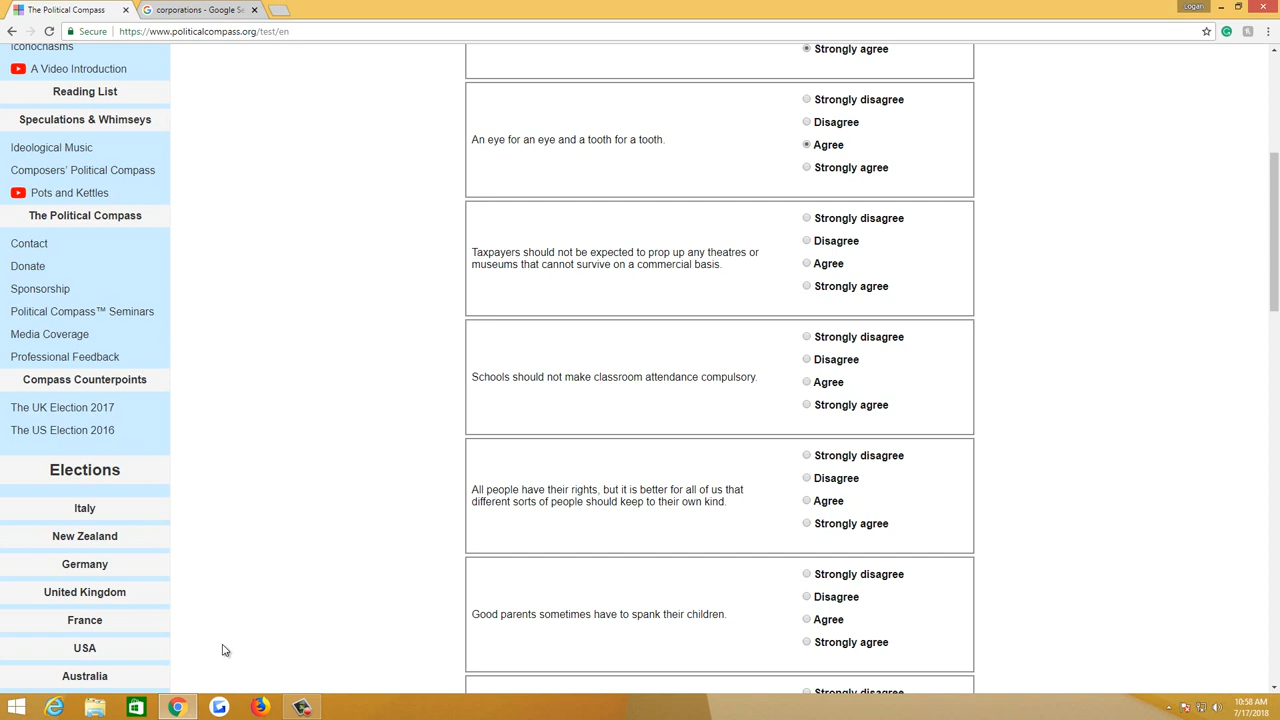 The Political Compass
corporations - Google Se
Logan
Secure
https://www.politicalcompass.org/test/en
Iconochasms
A Video Introduction
Reading List
Speculations & Whimseys
Ideological Music
Composers' Political Compass
Pots and Kettles
The Political Compass
Contact
Donate
Sponsorship
Political Compass™ Seminars
Media Coverage
Professional Feedback
Compass Counterpoints
The UK Election 2017
The US Election 2016
Elections
Italy
New Zealand
Germany
United Kingdom
France
USA
Australia
Strongly agree
An eye for an eye and a tooth for a tooth.
Strongly disagree
Disagree
Agree
Strongly agree
Taxpayers should not be expected to prop up any theatres or
museums that cannot survive on a commercial basis.
Strongly disagree
Disagree
Agree
Strongly agree
Schools should not make classroom attendance compulsory.
Strongly disagree
Disagree
Agree
Strongly agree
All people have their rights, but it is better for all of us that
different sorts of people should keep to their own kind.
Strongly disagree
Disagree
Agree
Strongly agree
Good parents sometimes have to spank their children.
Strongly disagree
Disagree
Agree
Strongly agree
Strongly disagree
10:58 AM
7/17/2018